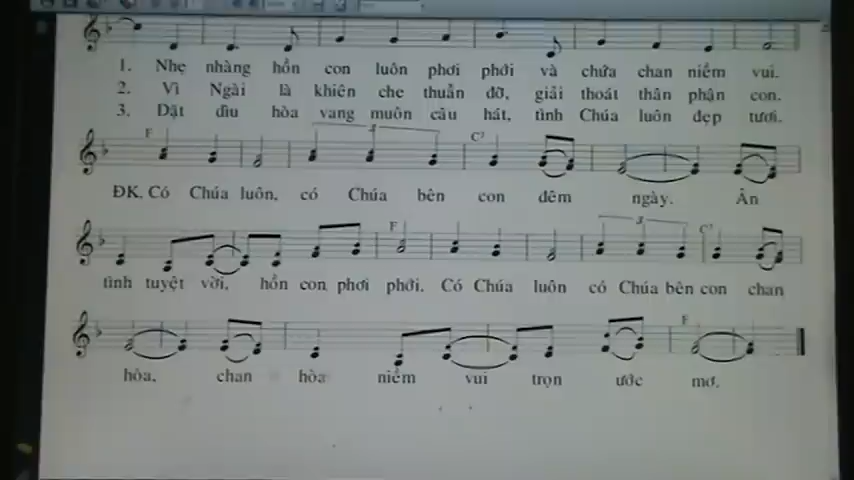 1. Nhẹ nhàng hồn con luôn phơi phới và chứa chan niềm vui.
2. Vì Ngài là khiên che thuẫn đỡ, giải thoát thân phận con.
3. Dặt dìu hòa vang muôn câu hát, tình Chúa luôn đẹp tươi.
F 3 C7
ĐK. Có Chúa luôn, có Chúa bên con đêm ngày. Ân
F 3 C7
tình tuyệt vời, hồn con phơi phới. Có Chúa luôn có Chúa bên con chan
F
hòa, chan hòa niềm vui trọn ước mơ.